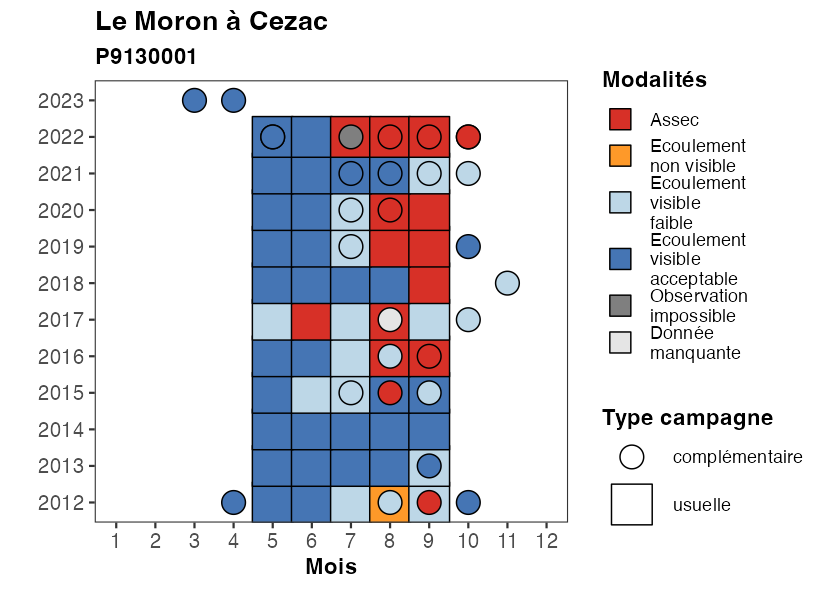 Le Moron à Cezac
P9130001
2023
2022
2021
2020
2019
2018
2017
2016
2015
2014
2013
2012
1 2 3 4 5 6 7 8 9 10 11 12
Mois
Modalités
Assec
Ecoulement
non visible
Ecoulement
visible
faible
Ecoulement
visible
acceptable
Observation
impossible
Donnée
manquante
Type campagne
complémentaire
usuelle